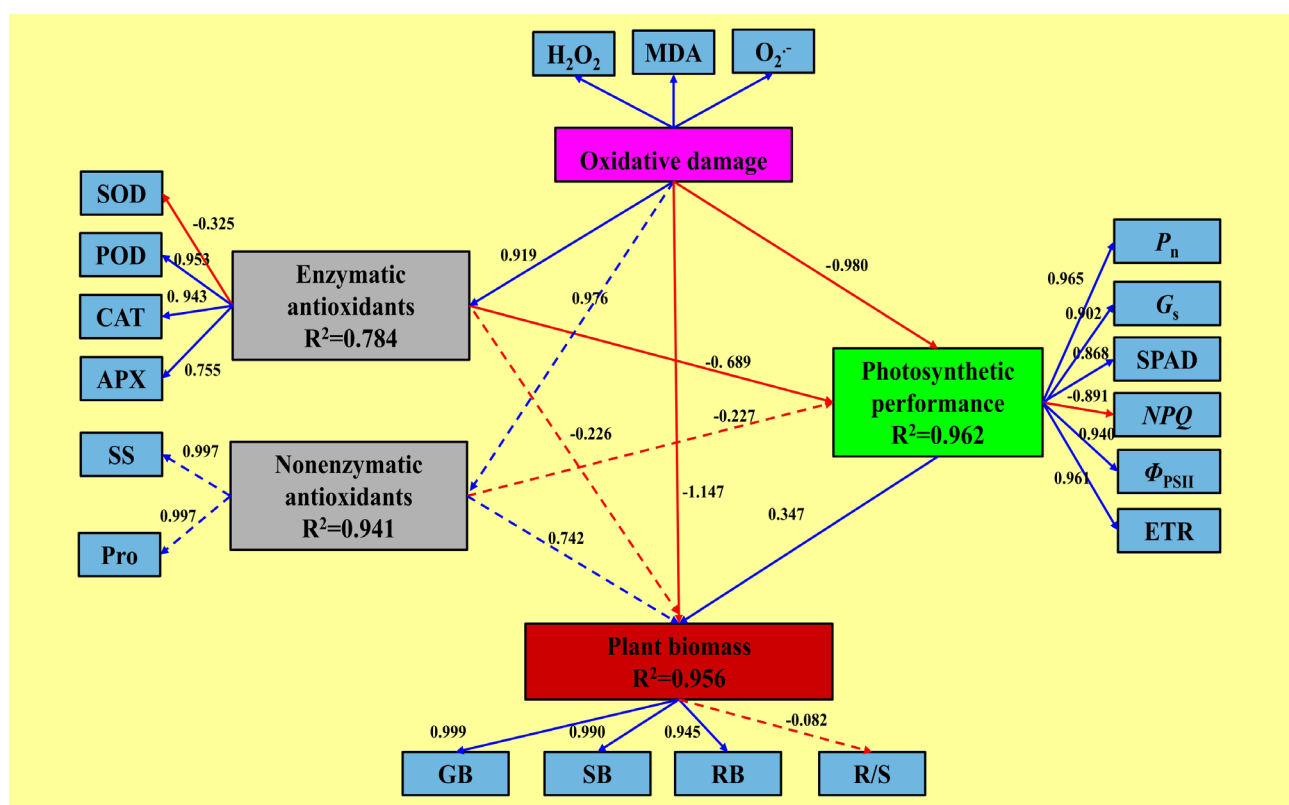 H₂O₂ MDA O₂·⁻
Oxidative damage
SOD
-0.325
POD
0.953
CAT
0. 943
APX
0.755
Enzymatic
antioxidants
R²=0.784
0.919
0.976
-0.980
-0. 689
SS
0.997
Pro
0.997
Nonenzymatic
antioxidants
R²=0.941
-0.226
-0.227
-1.147
0.742
0.347
Photosynthetic
performance
R²=0.962
Pn
0.965
Gs
0.902
SPAD
0.868
NPQ
-0.891
ΦPSII
0.940
ETR
0.961
Plant biomass
R²=0.956
0.999 0.990 0.945 -0.082
GB SB RB R/S